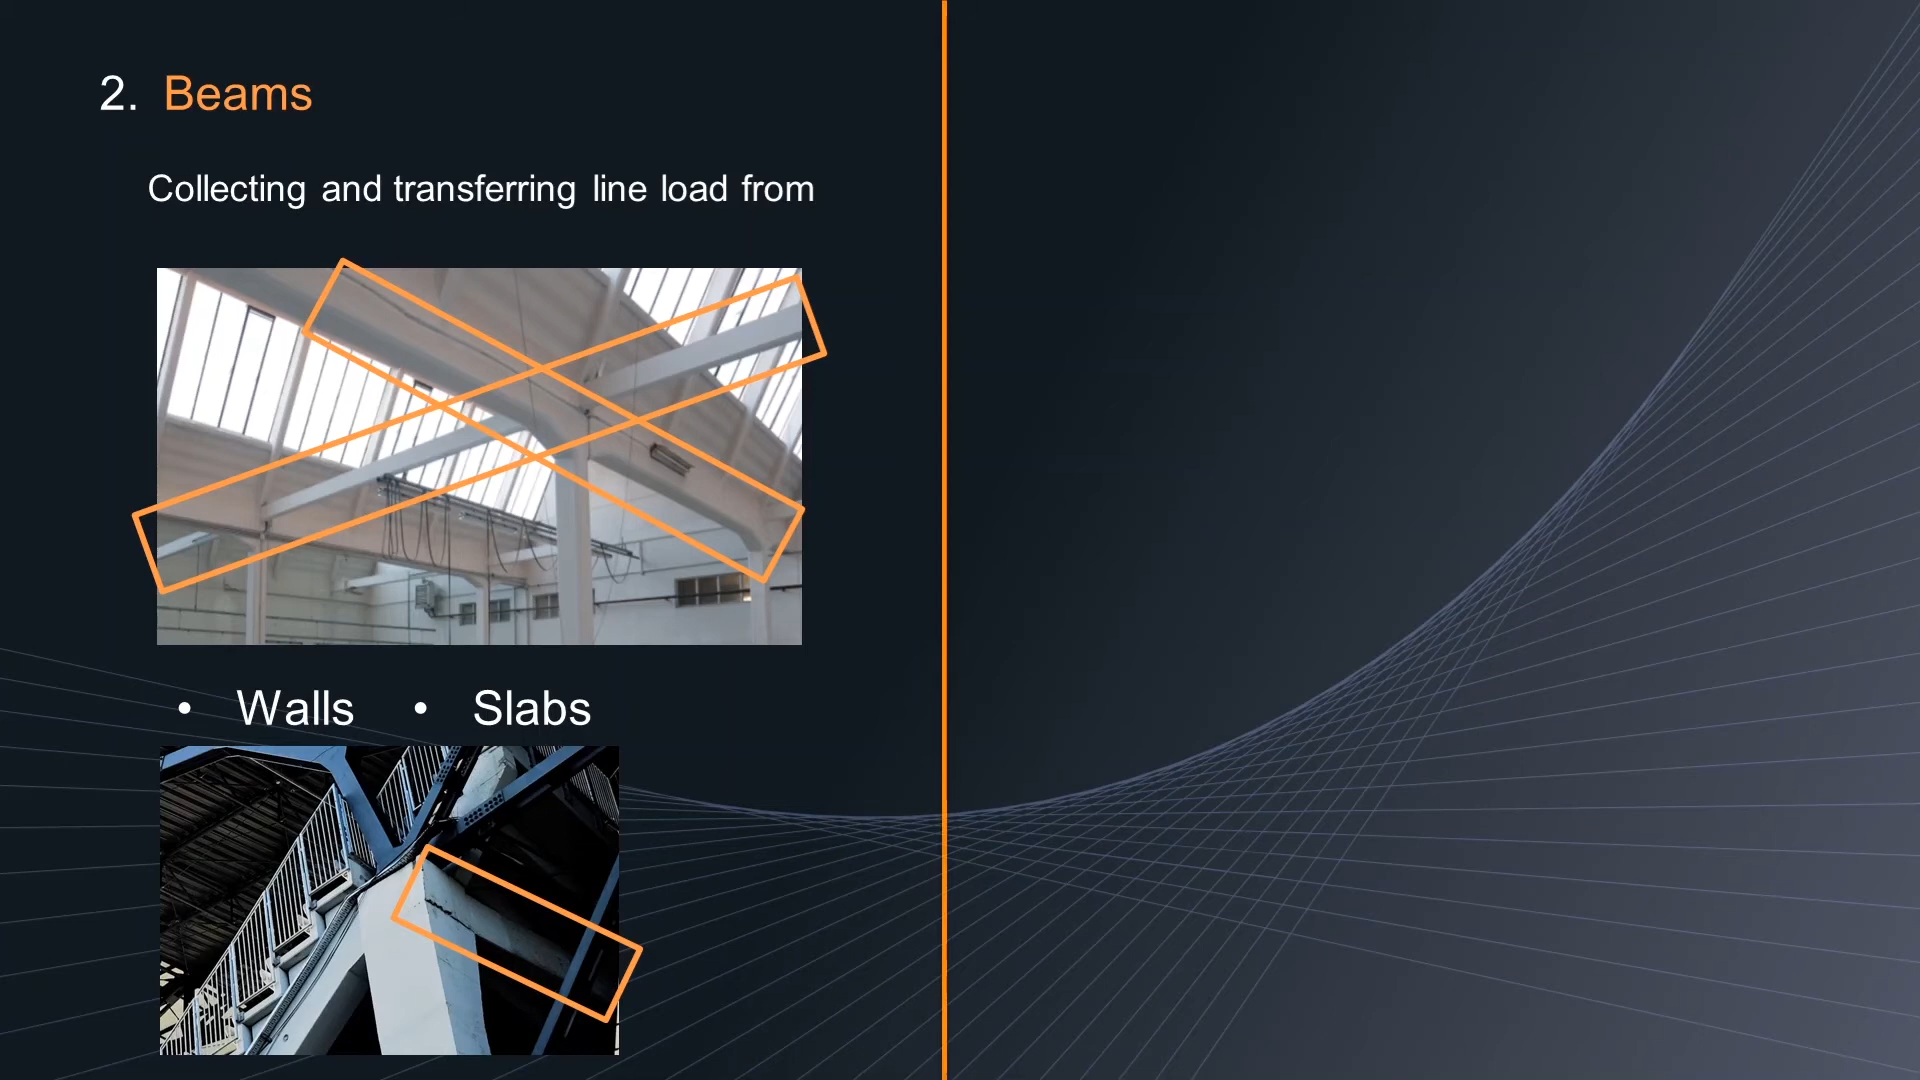 2. Beams
Collecting and transferring line load from
• Walls • Slabs